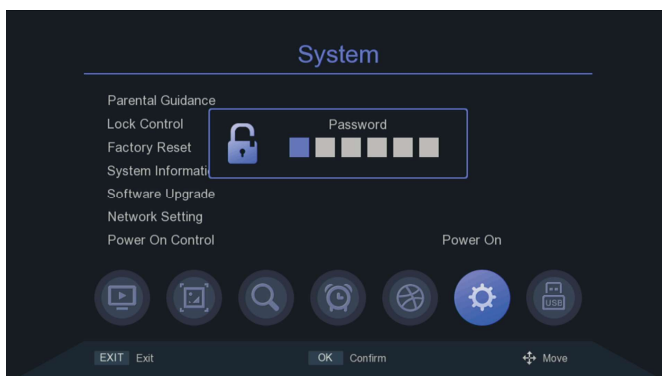 System
Parental Guidance
Lock Control
Password
Factory Reset
System Informati
Software Upgrade
Network Setting
Power On Control Power On
USB
EXIT Exit OK Confirm Move